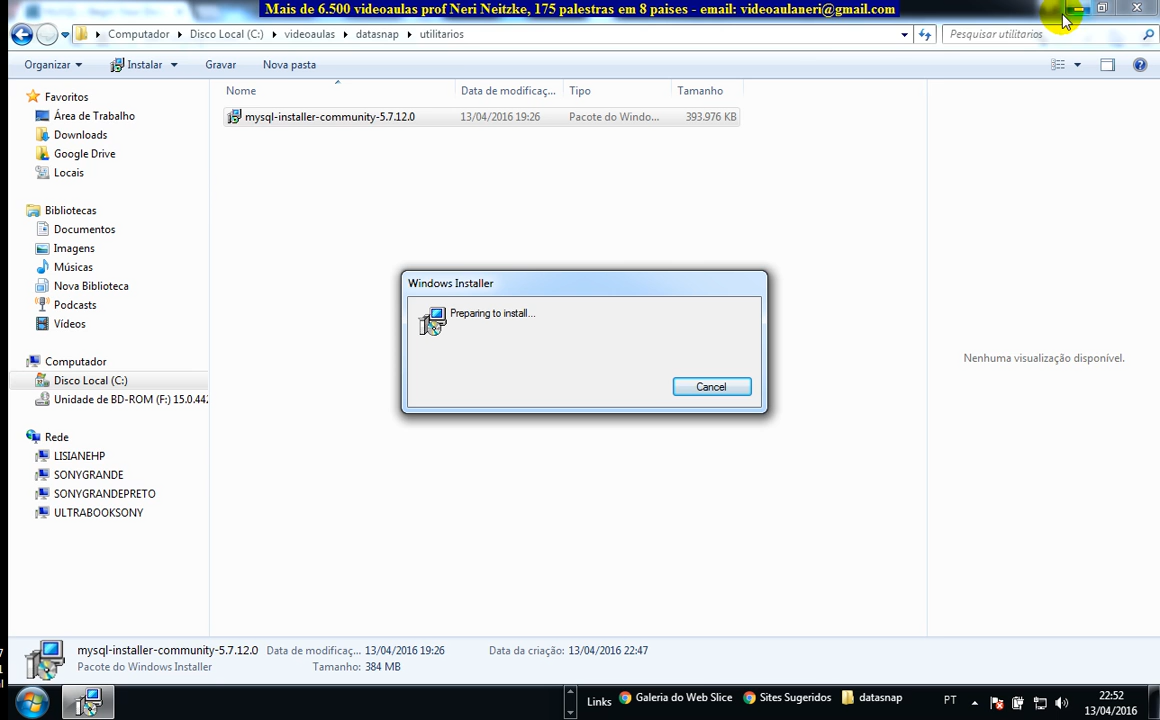 Mais de 6.500 videoaulas prof Neri Neitzke, 175 palestras em 8 paises - email: videoaulaneri@gmail.com
Computador
Disco Local (C:)
videoaulas
datasnap
utilitarios
Pesquisar utilitarios
Organizar
Instalar
Gravar
Nova pasta
Nome
Data de modificaç...
Tipo
Tamanho
mysql-installer-community-5.7.12.0
13/04/2016 19:26
Pacote do Windo...
393.976 KB
Favoritos
Área de Trabalho
Downloads
Google Drive
Locais
Bibliotecas
Documentos
Imagens
Músicas
Nova Biblioteca
Podcasts
Vídeos
Computador
Disco Local (C:)
Unidade de BD-ROM (F:) 15.0.442
Rede
LISIANEHP
SONYGRANDE
SONYGRANDEPRETO
ULTRABOOKSONY
Windows Installer
Preparing to install...
Cancel
Nenhuma visualização disponível.
mysql-installer-community-5.7.12.0
Data de modificaç... 13/04/2016 19:26
Data da criação: 13/04/2016 22:47
Pacote do Windows Installer
Tamanho: 384 MB
Links
Galeria do Web Slice
Sites Sugeridos
datasnap
PT
22:52
13/04/2016